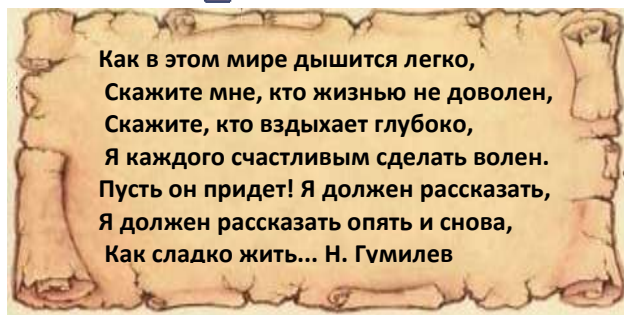 Как в этом мире дышится легко,
Скажите мне, кто жизнью не доволен,
Скажите, кто вздыхает глубоко,
Я каждого счастливым сделать волен.
Пусть он придет! Я должен рассказать,
Я должен рассказать опять и снова,
Как сладко жить... Н. Гумилев